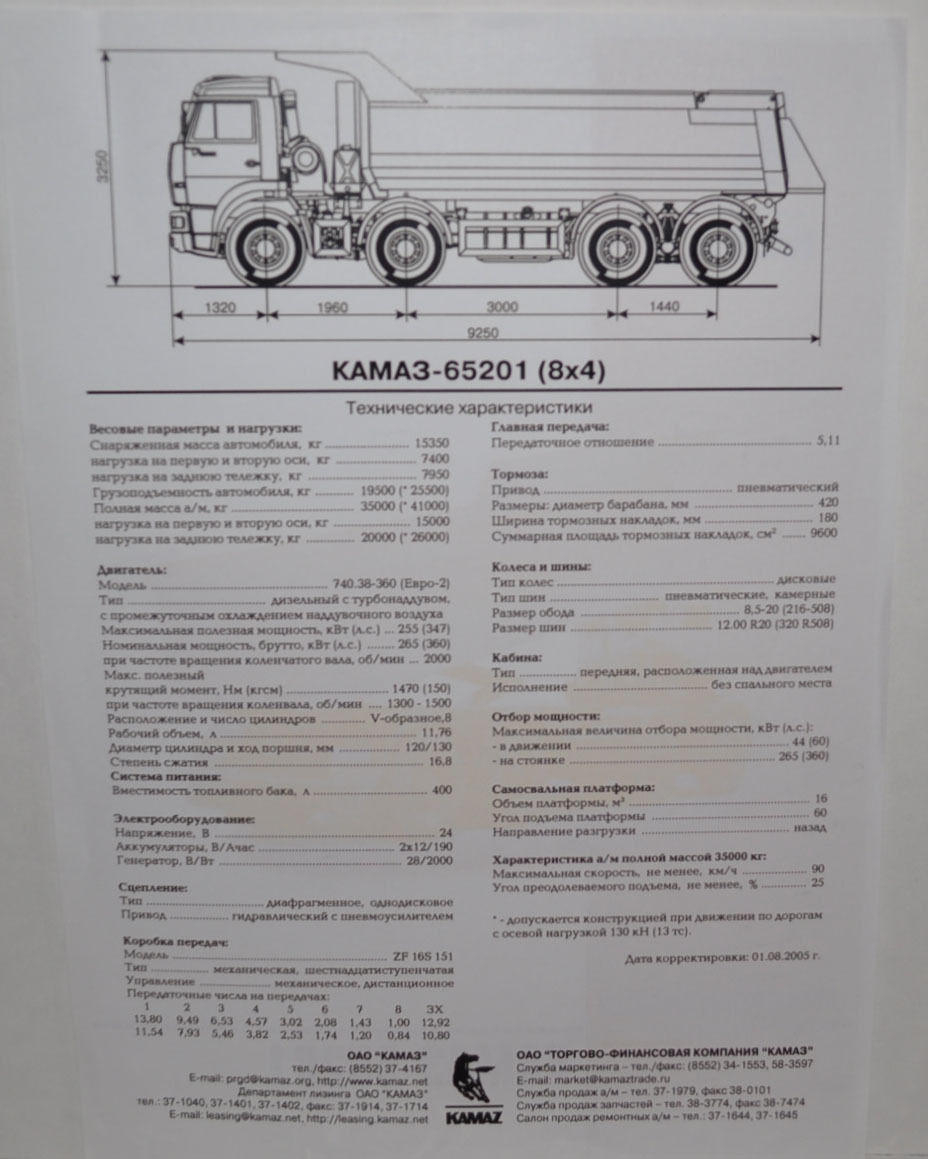 3250
1320
1960
3000
1440
9250
КАМАЗ-65201 (8x4)
Технические характеристики
Весовые параметры и нагрузки:
Снаряженная масса автомобиля, кг ........ 15350
нагрузка на первую и вторую оси, кг ........ 7400
нагрузка на заднюю тележку, кг ........ 7950
Грузоподъемность автомобиля, кг ........ 19500 (* 25500)
Полная масса а/м, кг ........ 35000 (* 41000)
нагрузка на первую и вторую оси, кг ........ 15000
нагрузка на заднюю тележку, кг ........ 20000 (* 26000)
Двигатель:
Модель ........ 740.38-360 (Евро-2)
Тип ........ дизельный с турбонаддувом,
с промежуточным охлаждением наддувочного воздуха
Максимальная полезная мощность, кВт (л.с.) ... 255 (347)
Номинальная мощность, брутто, кВт (л.с.) ........ 265 (360)
при частоте вращения коленчатого вала, об/мин ... 2000
Макс. полезный
крутящий момент, Нм (кгсм) ........ 1470 (150)
при частоте вращения коленвала, об/мин .... 1300 - 1500
Расположение и число цилиндров ........ V-образное,8
Рабочий объем, л ........ 11,76
Диаметр цилиндра и ход поршня, мм ........ 120/130
Степень сжатия ........ 16,8
Система питания:
Вместимость топливного бака, л ........ 400
Электрооборудование:
Напряжение, В ........ 24
Аккумуляторы, В/Ачас ........ 2x12/190
Генератор, В/Вт ........ 28/2000
Сцепление:
Тип ........ диафрагменное, однодисковое
Привод ........ гидравлический с пневмоусилителем
Коробка передач:
Модель ........ ZF 16S 151
Тип ........ механическая, шестнадцатиступенчатая
Управление ........ механическое, дистанционное
Передаточные числа на передачах:
1 2 3 4 5 6 7 8 3X
13,80 9,49 6,53 4,57 3,02 2,08 1,43 1,00 12,92
11,54 7,93 5,46 3,82 2,53 1,74 1,20 0,84 10,80
Главная передача:
Передаточное отношение ........ 5,11
Тормоза:
Привод ........ пневматический
Размеры: диаметр барабана, мм ........ 420
Ширина тормозных накладок, мм ........ 180
Суммарная площадь тормозных накладок, см² ...... 9600
Колеса и шины:
Тип колес ........ дисковые
Тип шин ........ пневматические, камерные
Размер обода ........ 8,5-20 (216-508)
Размер шин ........ 12.00 R20 (320 R508)
Кабина:
Тип ........ передняя, расположенная над двигателем
Исполнение ........ без спального места
Отбор мощности:
Максимальная величина отбора мощности, кВт (л.с.):
- в движении ........ 44 (60)
- на стоянке ........ 265 (360)
Самосвальная платформа:
Объем платформы, м³ ........ 16
Угол подъема платформы ........ 60
Направление разгрузки ........ назад
Характеристика а/м полной массой 35000 кг:
Максимальная скорость, не менее, км/ч ........ 90
Угол преодолеваемого подъема, не менее, % ........ 25
* - допускается конструкцией при движении по дорогам
с осевой нагрузкой 130 кН (13 тс).
Дата корректировки: 01.08.2005 г.
ОАО "КАМАЗ"
тел./факс: (8552) 37-4167
E-mail: prgd@kamaz.org, http://www.kamaz.net
Департамент лизинга ОАО "КАМАЗ"
тел.: 37-1040, 37-1401, 37-1402, факс: 37-1914, 37-1714
E-mail: leasing@kamaz.net, http://leasing.kamaz.net
KAMAZ
ОАО "ТОРГОВО-ФИНАНСОВАЯ КОМПАНИЯ "КАМАЗ"
Служба маркетинга – тел./факс: (8552) 34-1553, 58-3597
E-mail: market@kamaztrade.ru
Служба продаж а/м – тел. 37-1979, факс 38-0101
Служба продаж запчастей – тел. 38-3774, факс 38-7474
Салон продаж ремонтных а/м – тел.: 37-1644, 37-1645